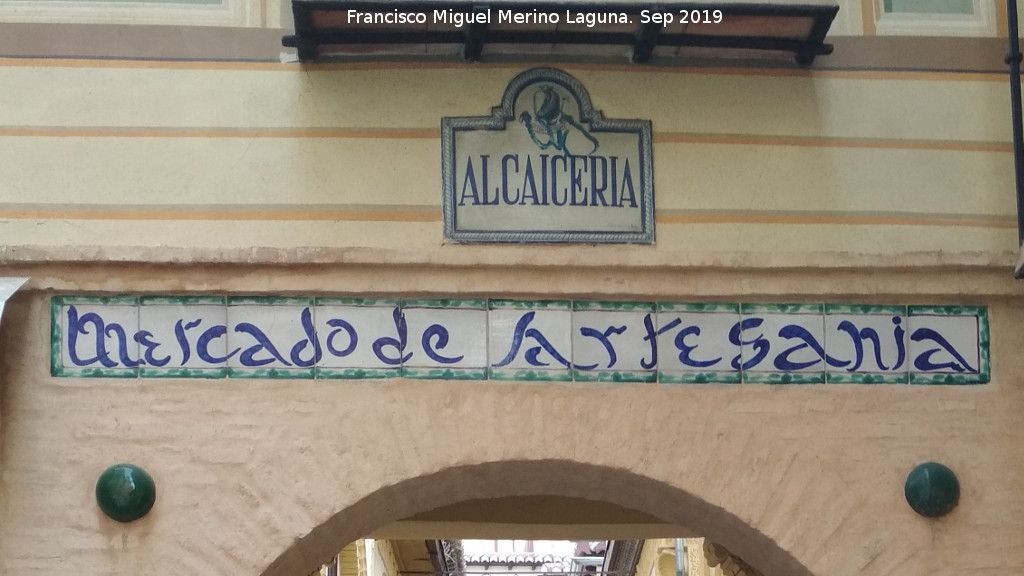 Francisco Miguel Merino Laguna. Sep 2019
ALCAICERIA
Mercado de Artesania